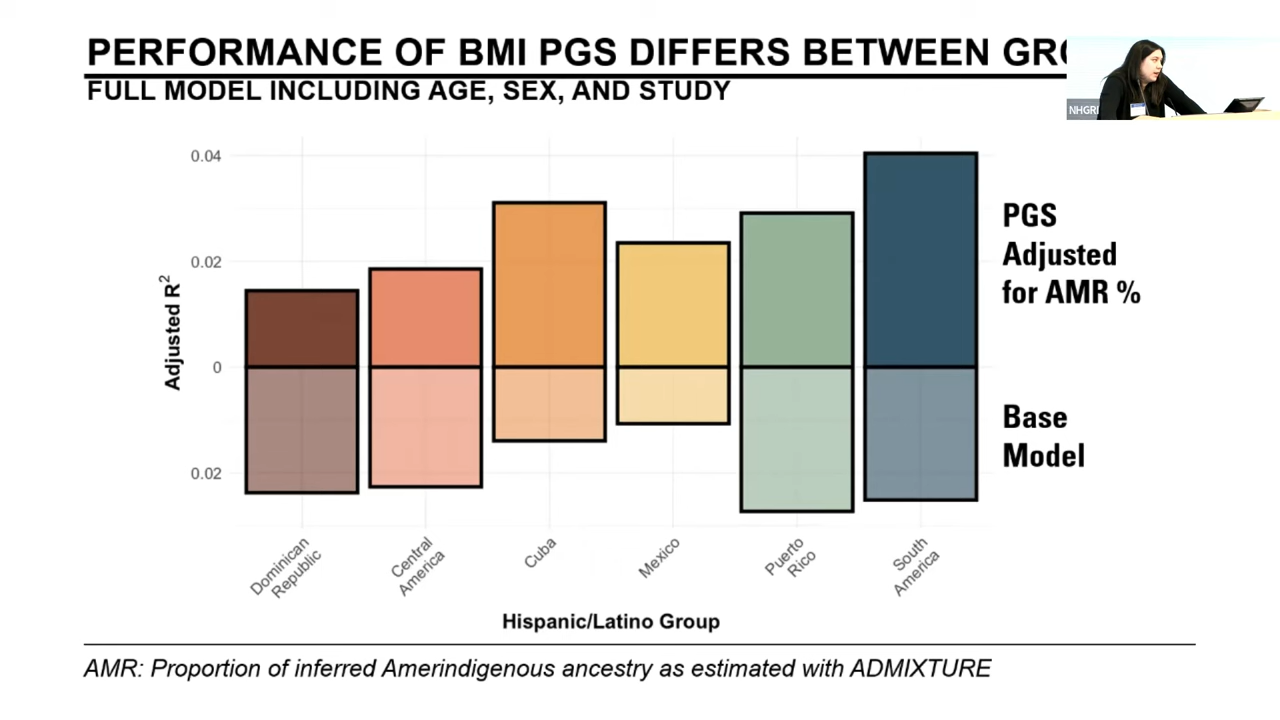 PERFORMANCE OF BMI PGS DIFFERS BETWEEN
FULL MODEL INCLUDING AGE, SEX, AND STUDY
NHGRI
0.04
0.02
0
0.02
Adjusted R²
PGS
Adjusted
for AMR %
Base
Model
Dominican
Republic
Central
America
Cuba
Mexico
Puerto
Rico
South
America
Hispanic/Latino Group
AMR: Proportion of inferred Amerindigenous ancestry as estimated with ADMIXTURE